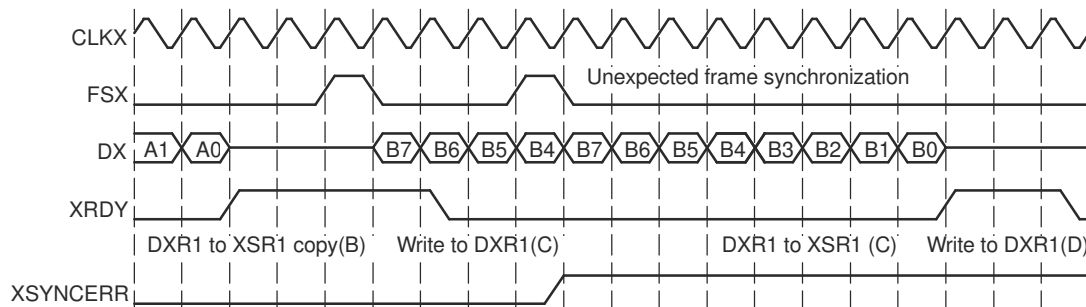 CLKX
Unexpected frame synchronization
FSX
DX A1 A0 B7 B6 B5 B4 B7 B6 B5 B4 B3 B2 B1 B0
XRDY
DXR1 to XSR1 copy(B) Write to DXR1(C) DXR1 to XSR1 (C) Write to DXR1(D)
XSYNCERR